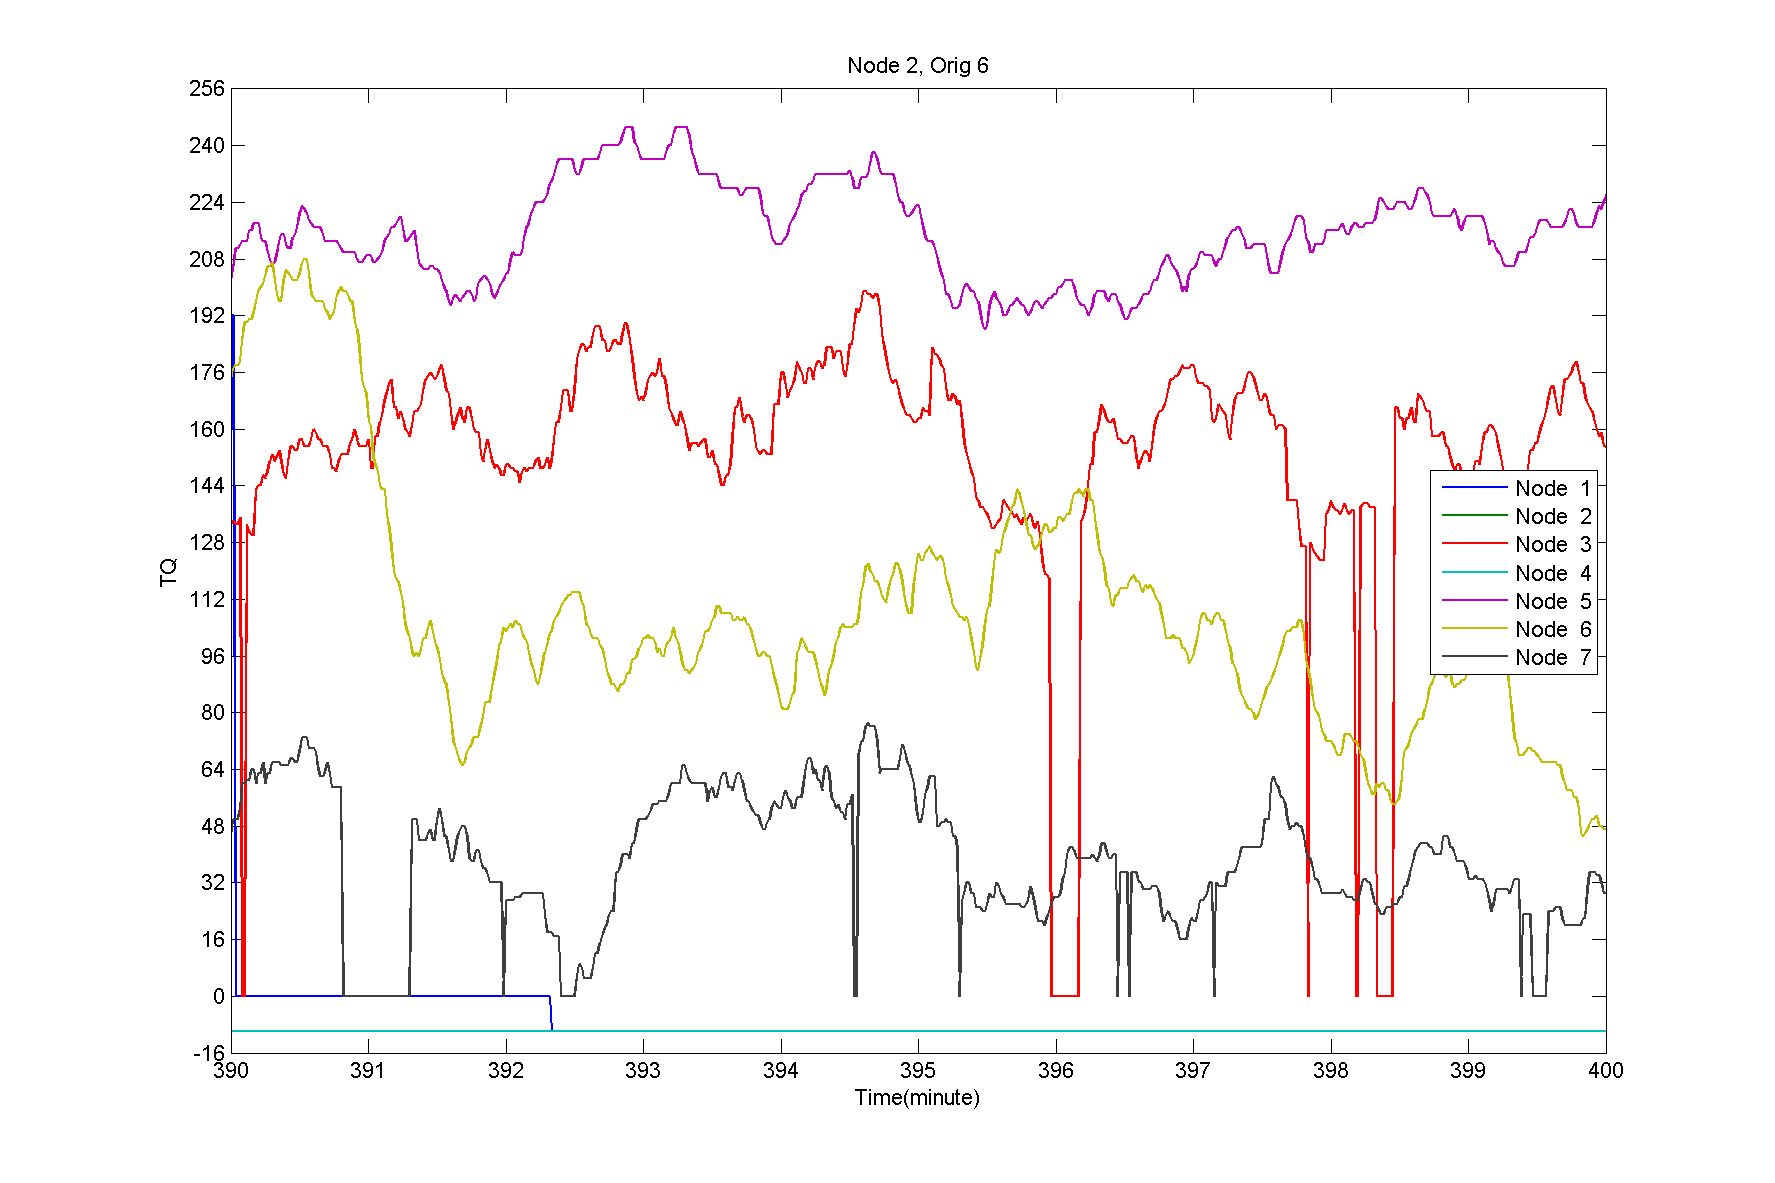 Node 2, Orig 6
256
240
224
208
192
176
160
144
128
112
96
80
64
48
32
16
0
-16
TQ
Node 1
Node 2
Node 3
Node 4
Node 5
Node 6
Node 7
390 391 392 393 394 395 396 397 398 399 400
Time(minute)